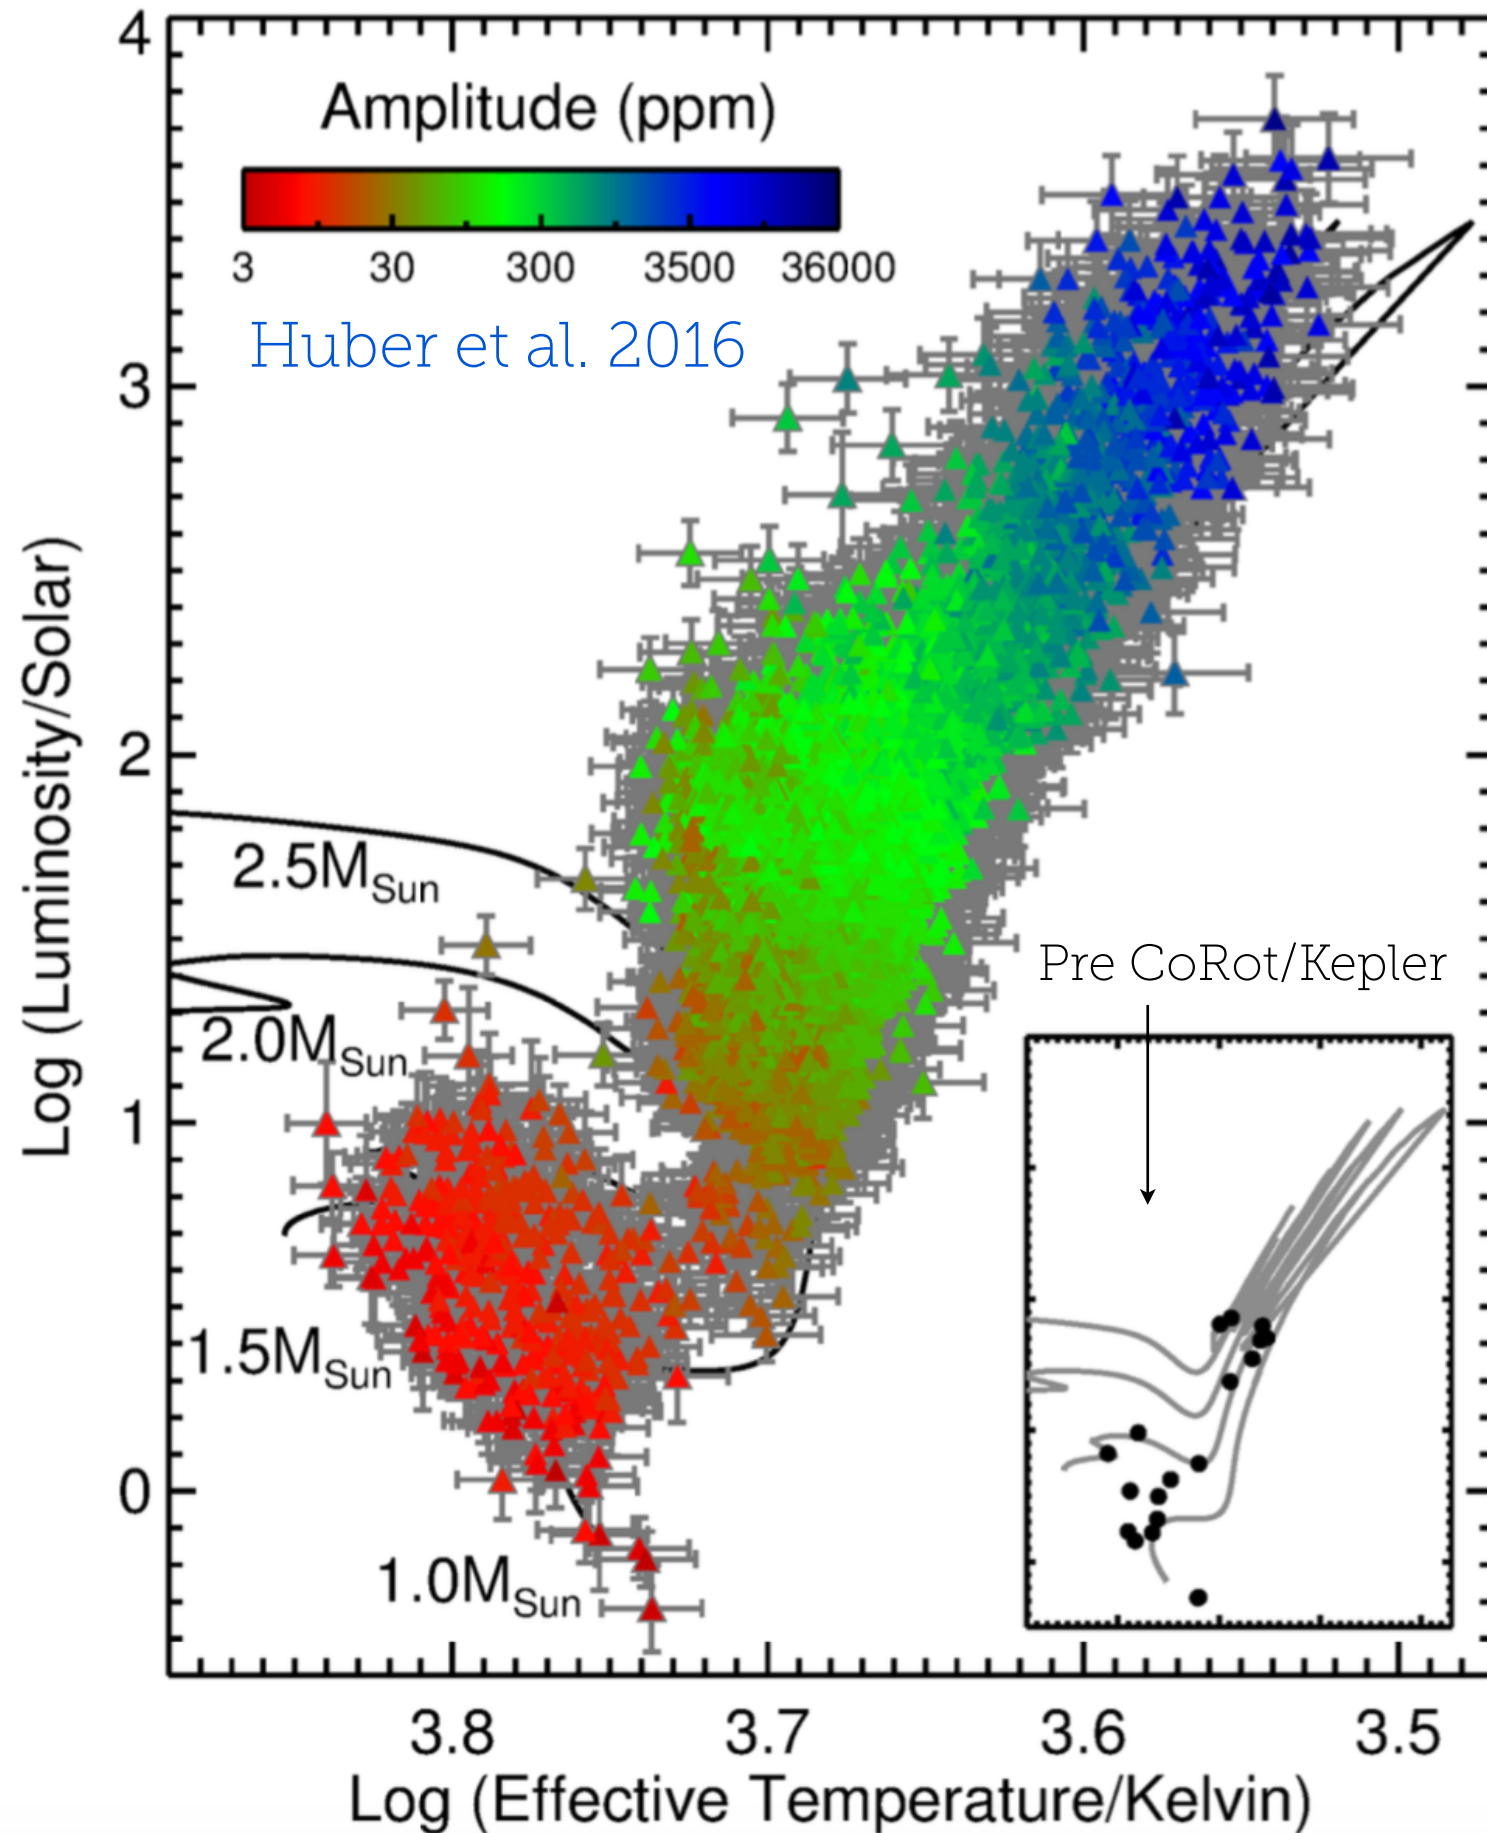 4
Amplitude (ppm)
3 30 300 3500 36000
Huber et al. 2016
3
Log (Luminosity/Solar)
2
2.5MSun
Pre CoRot/Kepler
2.0MSun
1
1.5MSun
0
1.0MSun
3.8 3.7 3.6 3.5
Log (Effective Temperature/Kelvin)